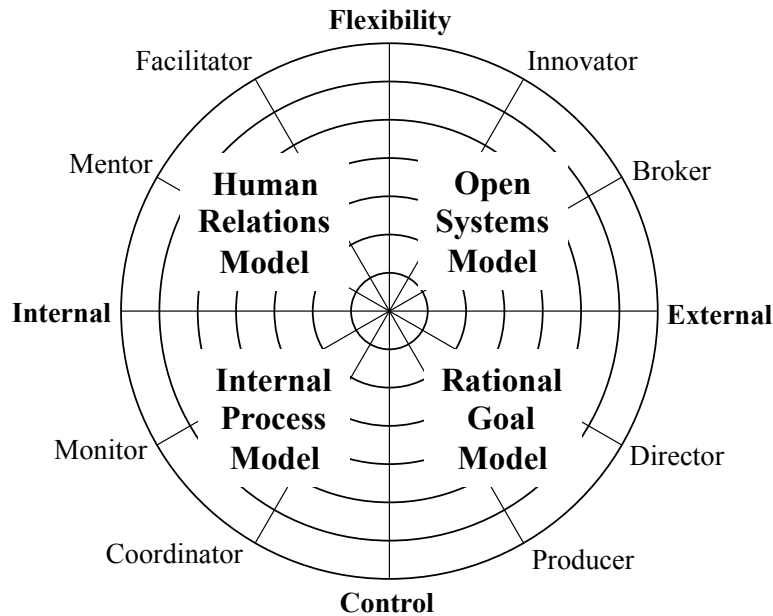 Flexibility
Facilitator
Innovator
Mentor
Broker
Human
Relations
Model
Open
Systems
Model
Internal
External
Internal
Process
Model
Rational
Goal
Model
Monitor
Director
Coordinator
Producer
Control